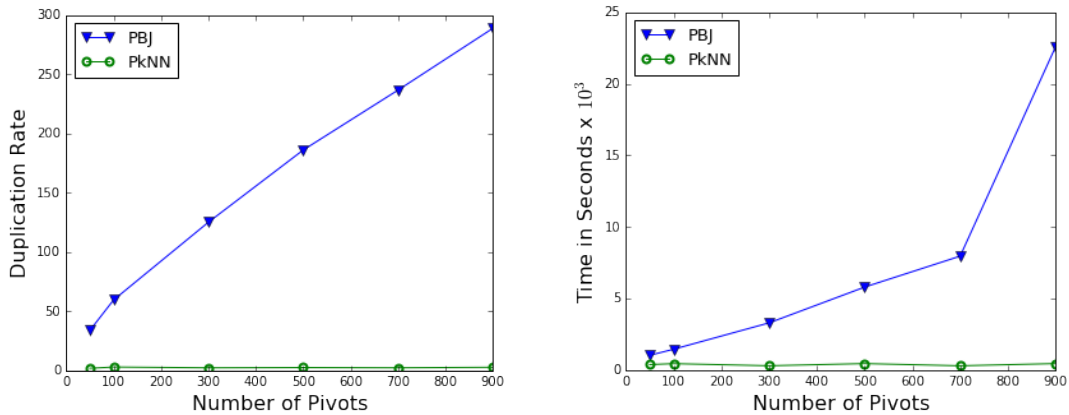 300
250
200
150
100
50
0
Duplication Rate
PBJ
PkNN
0 100 200 300 400 500 600 700 800 900
Number of Pivots
25
20
15
10
5
0
Time in Seconds x 10³
PBJ
PkNN
0 100 200 300 400 500 600 700 800 900
Number of Pivots